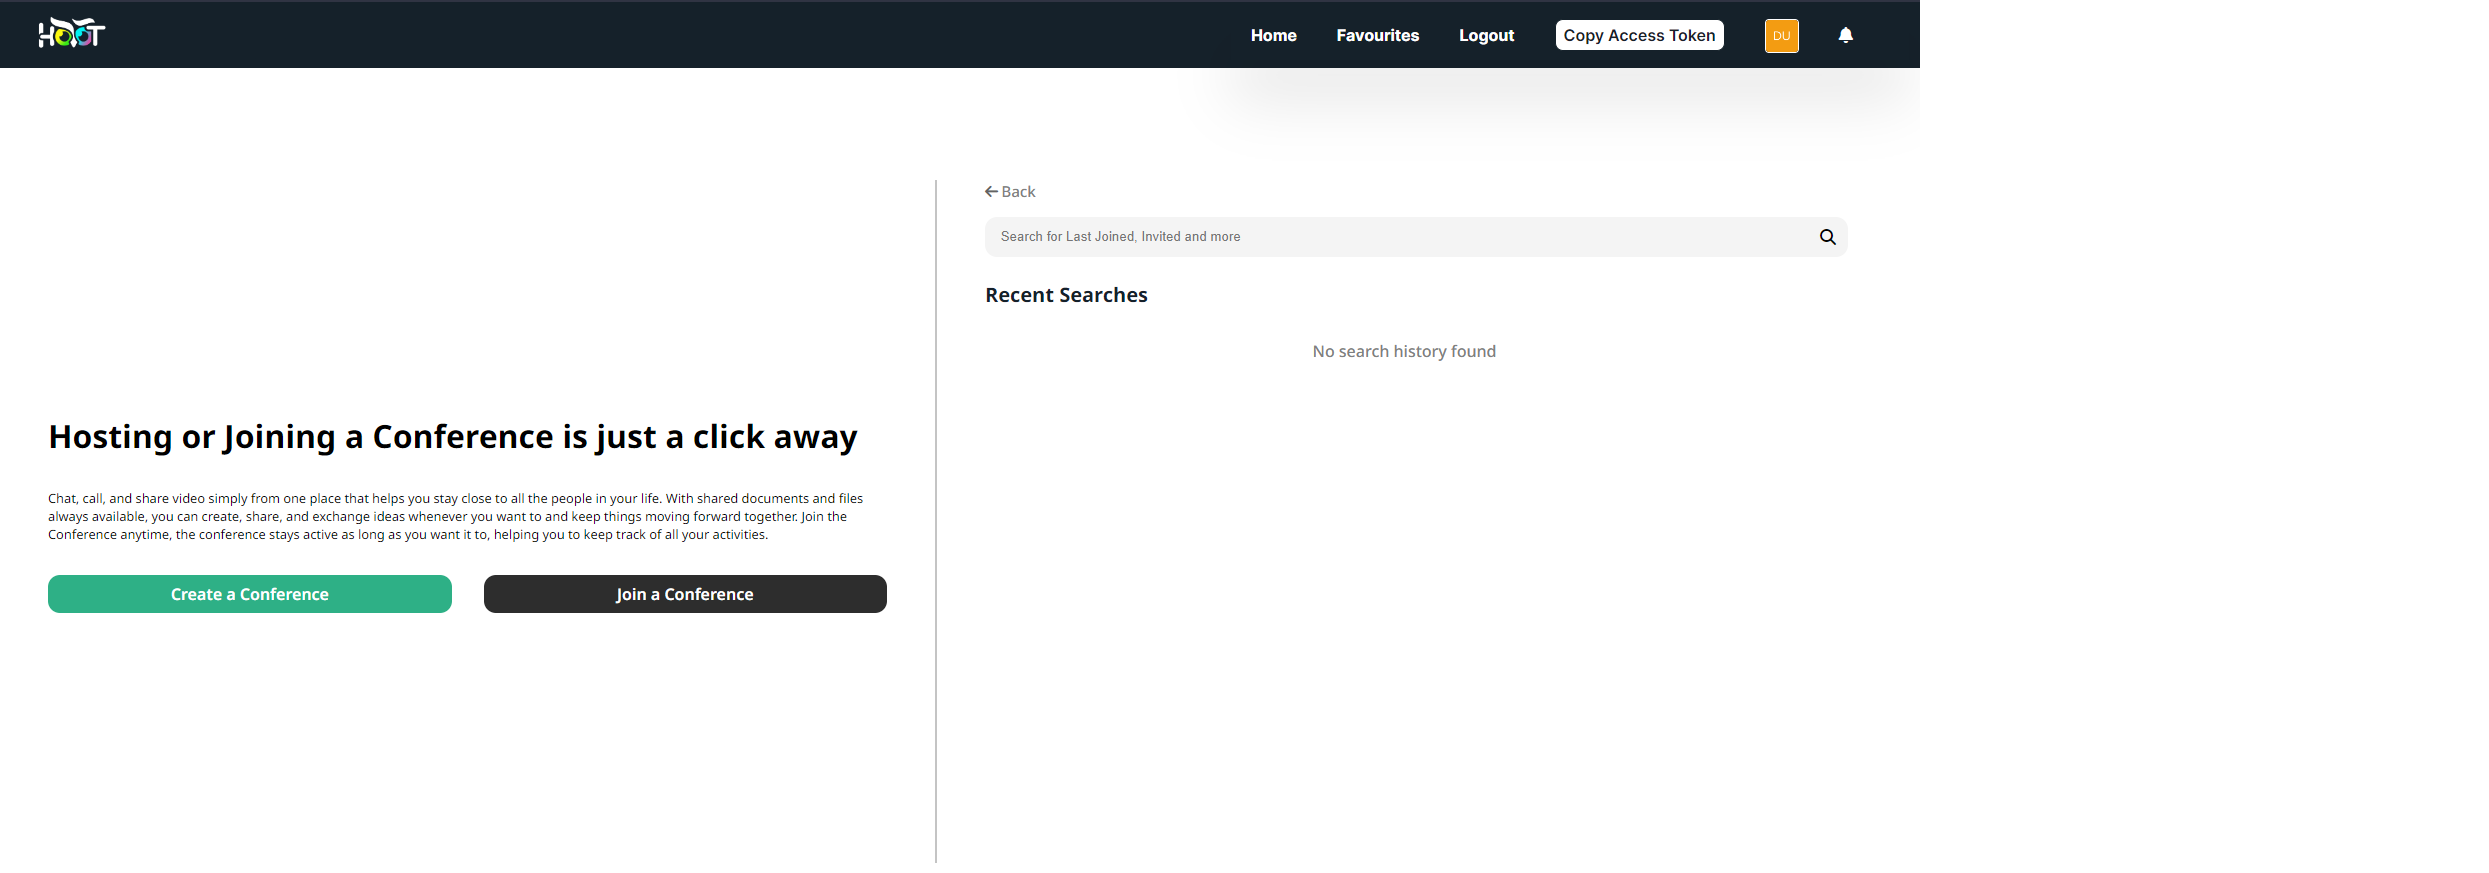 HOOT
Home Favourites Logout Copy Access Token DU
Back
Search for Last Joined, Invited and more
Recent Searches
No search history found
Hosting or Joining a Conference is just a click away
Chat, call, and share video simply from one place that helps you stay close to all the people in your life. With shared documents and files
always available, you can create, share, and exchange ideas whenever you want to and keep things moving forward together. Join the
Conference anytime, the conference stays active as long as you want it to, helping you to keep track of all your activities.
Create a Conference Join a Conference